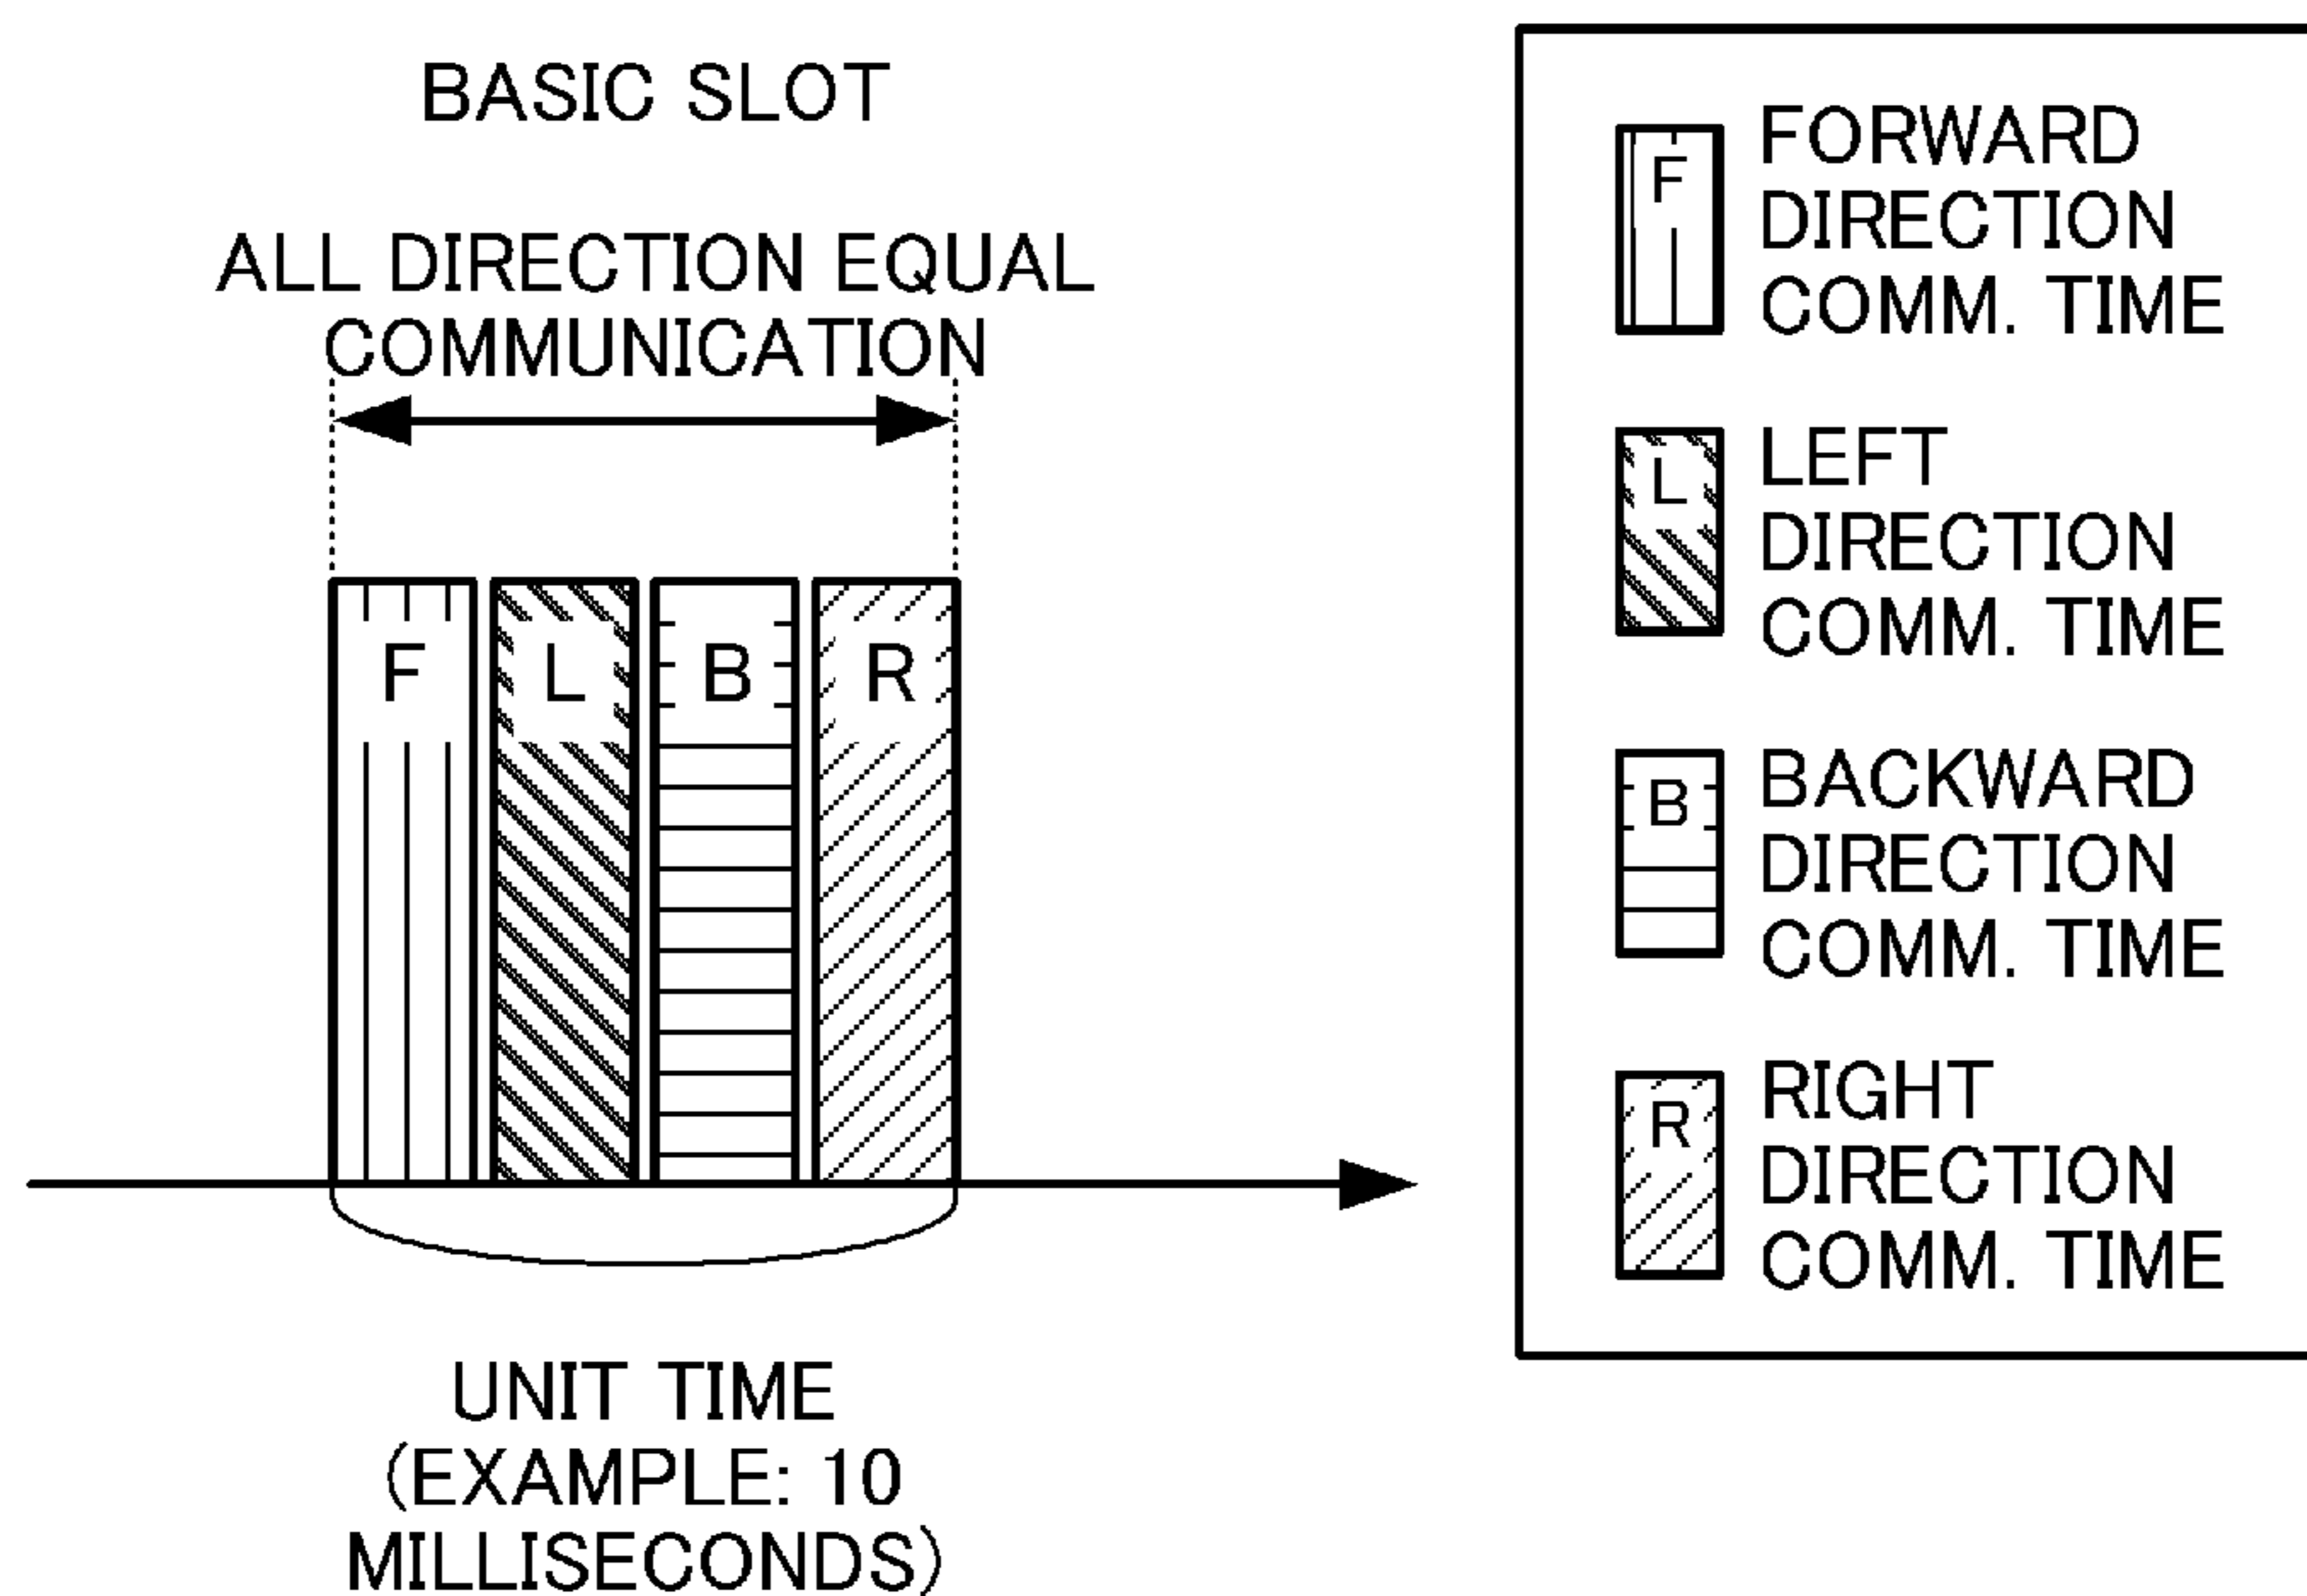 BASIC SLOT
ALL DIRECTION EQUAL
COMMUNICATION
F
L
B
R
UNIT TIME
(EXAMPLE: 10
MILLISECONDS)
F
FORWARD
DIRECTION
COMM. TIME
L
LEFT
DIRECTION
COMM. TIME
B
BACKWARD
DIRECTION
COMM. TIME
R
RIGHT
DIRECTION
COMM. TIME